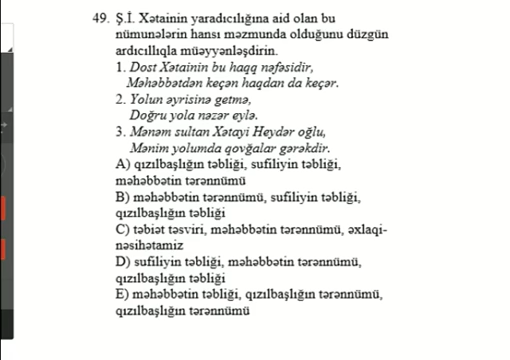 49. Ş.İ. Xətainin yaradıcılığına aid olan bu
nümunələrin hansı məzmunda olduğunu düzgün
ardıcıllıqla müəyyənləşdirin.
1. Dost Xətainin bu haqq nəfəsidir,
Məhəbbətdən keçən haqdan da keçər.
2. Yolun əyrisinə getmə,
Doğru yola nəzər eylə.
3. Mənəm sultan Xətayi Heydər oğlu,
Mənim yolumda qovğalar gərəkdir.
A) qızılbaşlığın təbliği, sufiliyin təbliği,
məhəbbətin tərənnümü
B) məhəbbətin tərənnümü, sufiliyin təbliği,
qızılbaşlığın təbliği
C) təbiət təsviri, məhəbbətin tərənnümü, əxlaqi-
nəsihətamiz
D) sufiliyin təbliği, məhəbbətin tərənnümü,
qızılbaşlığın təbliği
E) məhəbbətin təbliği, qızılbaşlığın tərənnümü,
qızılbaşlığın tərənnümü